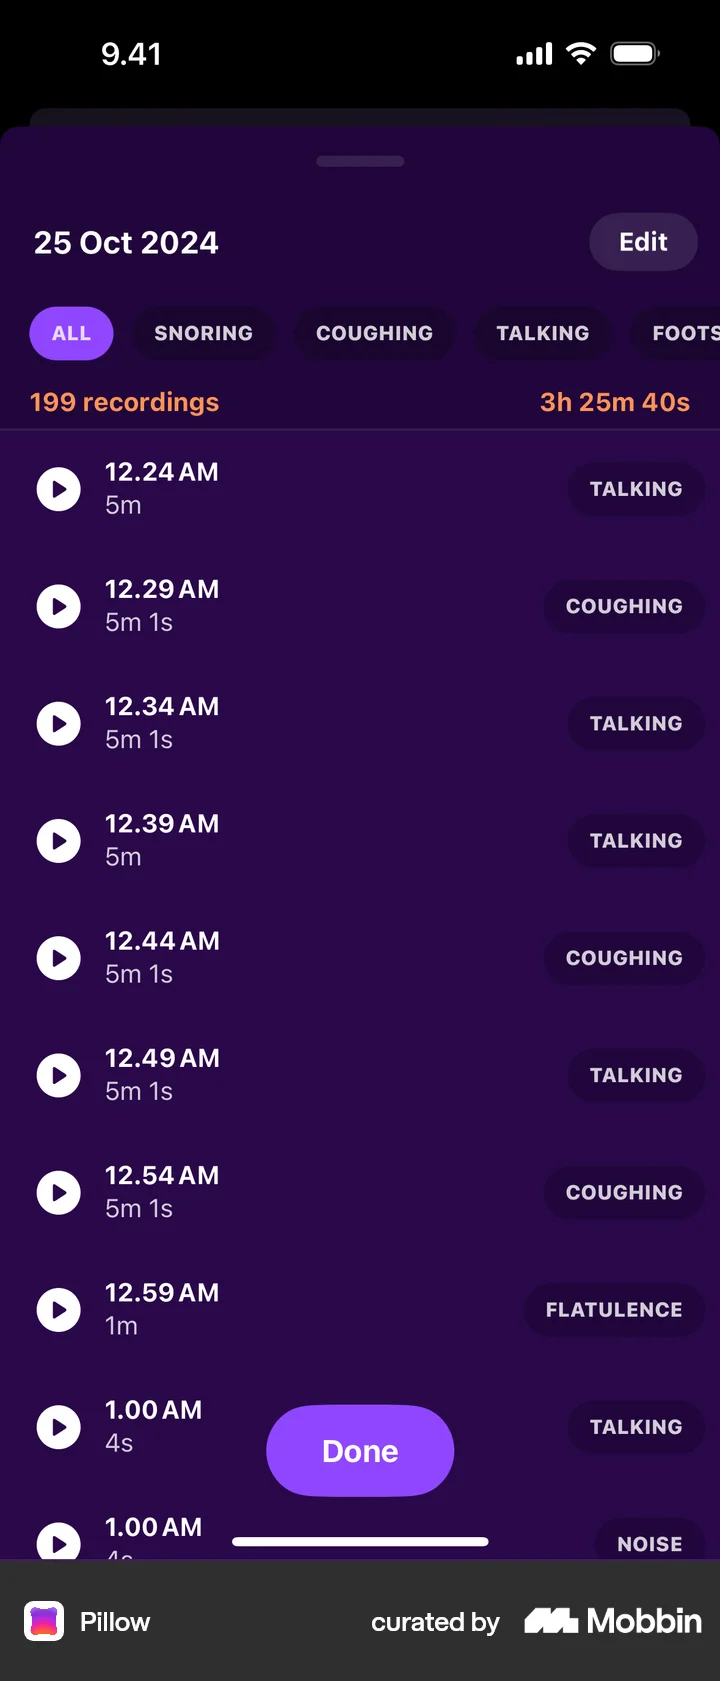 9.41
25 Oct 2024
Edit
ALL SNORING COUGHING TALKING FOOTS
199 recordings 3h 25m 40s
12.24 AM
5m
TALKING
12.29 AM
5m 1s
COUGHING
12.34 AM
5m 1s
TALKING
12.39 AM
5m
TALKING
12.44 AM
5m 1s
COUGHING
12.49 AM
5m 1s
TALKING
12.54 AM
5m 1s
COUGHING
12.59 AM
1m
FLATULENCE
1.00 AM
4s
TALKING
Done
1.00 AM
4s
NOISE
Pillow
curated by Mobbin